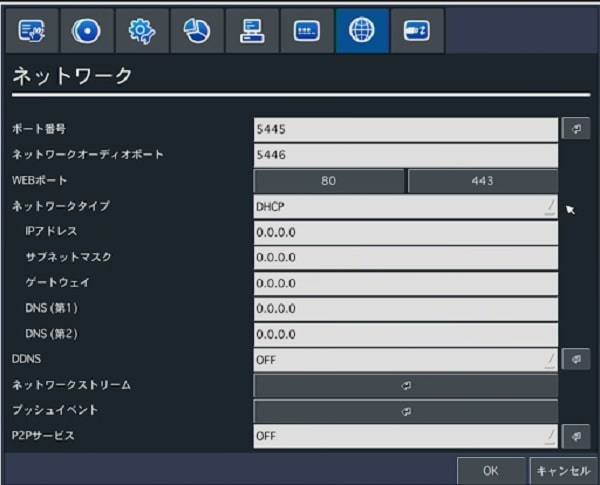 ネットワーク
ポート番号 5445
ネットワークオーディオポート 5446
WEBポート 80 443
ネットワークタイプ DHCP
IPアドレス 0.0.0.0
サブネットマスク 0.0.0.0
ゲートウェイ 0.0.0.0
DNS (第1) 0.0.0.0
DNS (第2) 0.0.0.0
DDNS OFF
ネットワークストリーム
プッシュイベント
P2Pサービス OFF
OK キャンセル